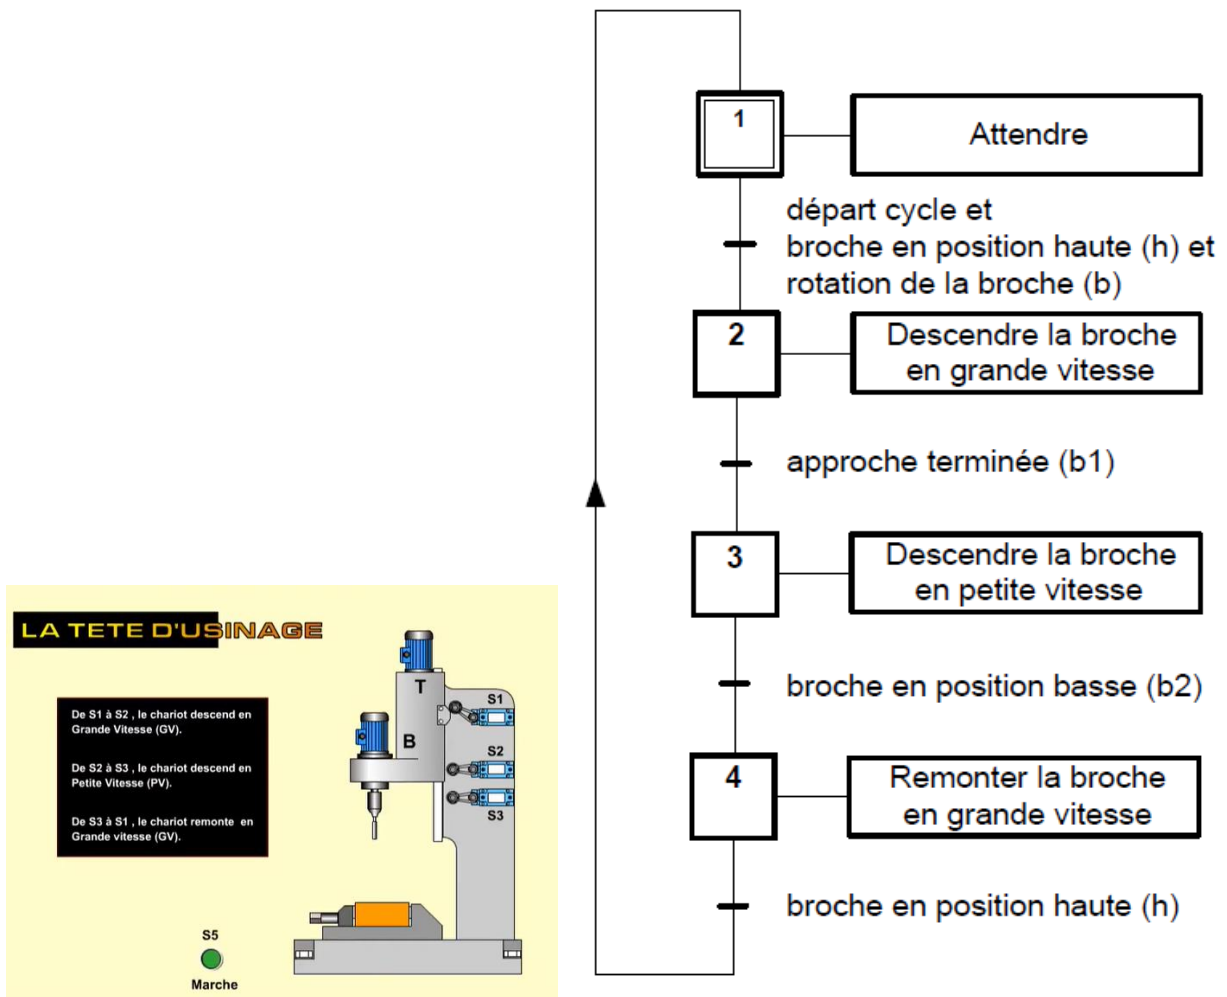 1
Attendre
départ cycle et
broche en position haute (h) et
rotation de la broche (b)
2
Descendre la broche
en grande vitesse
approche terminée (b1)
3
Descendre la broche
en petite vitesse
broche en position basse (b2)
4
Remonter la broche
en grande vitesse
broche en position haute (h)
LA TETE D'USINAGE
De S1 à S2 , le chariot descend en
Grande Vitesse (GV).
De S2 à S3 , le chariot descend en
Petite Vitesse (PV).
De S3 à S1 , le chariot remonte en
Grande vitesse (GV).
T
S1
B
S2
S3
S5
Marche